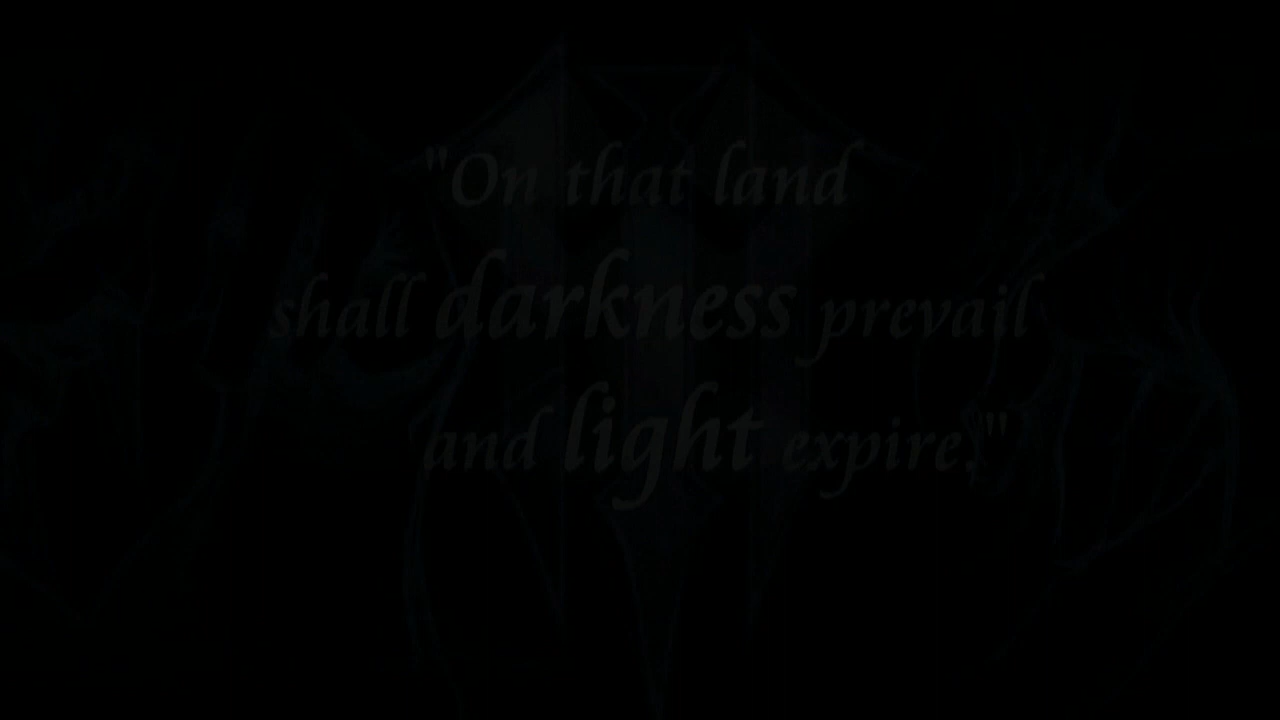 "On that land
shall darkness prevail
and light expire."